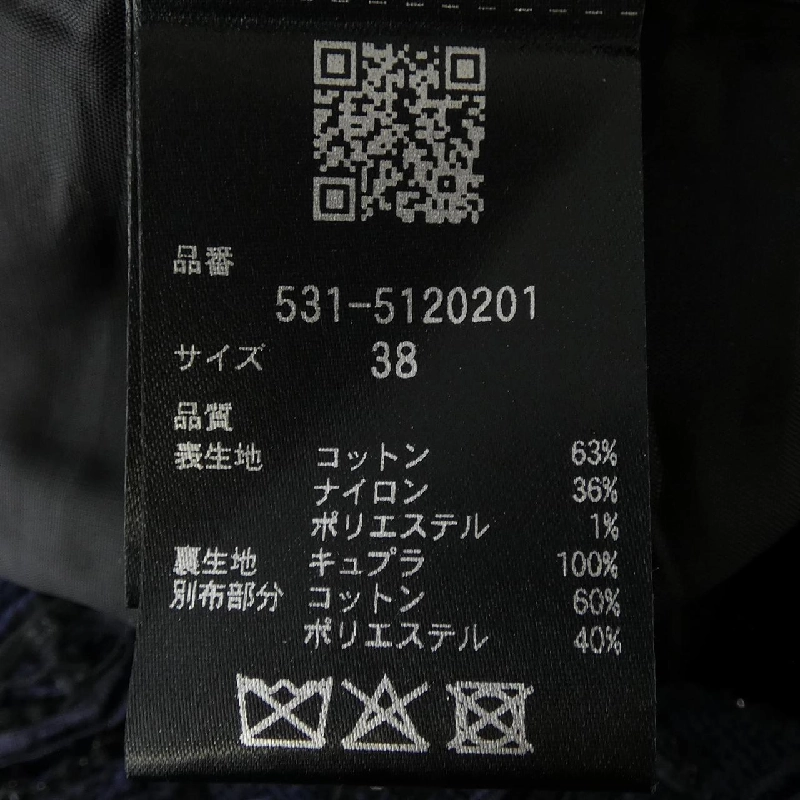 品番
531-5120201
サイズ 38
品質
表生地 コットン 63%
ナイロン 36%
ポリエステル 1%
裏生地 キュプラ 100%
別布部分 コットン 60%
ポリエステル 40%